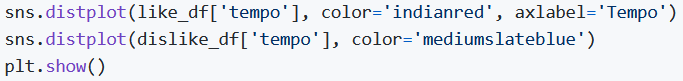 sns.distplot(like_df['tempo'], color='indianred', axlabel='Tempo')
sns.distplot(dislike_df['tempo'], color='mediumslateblue')
plt.show()